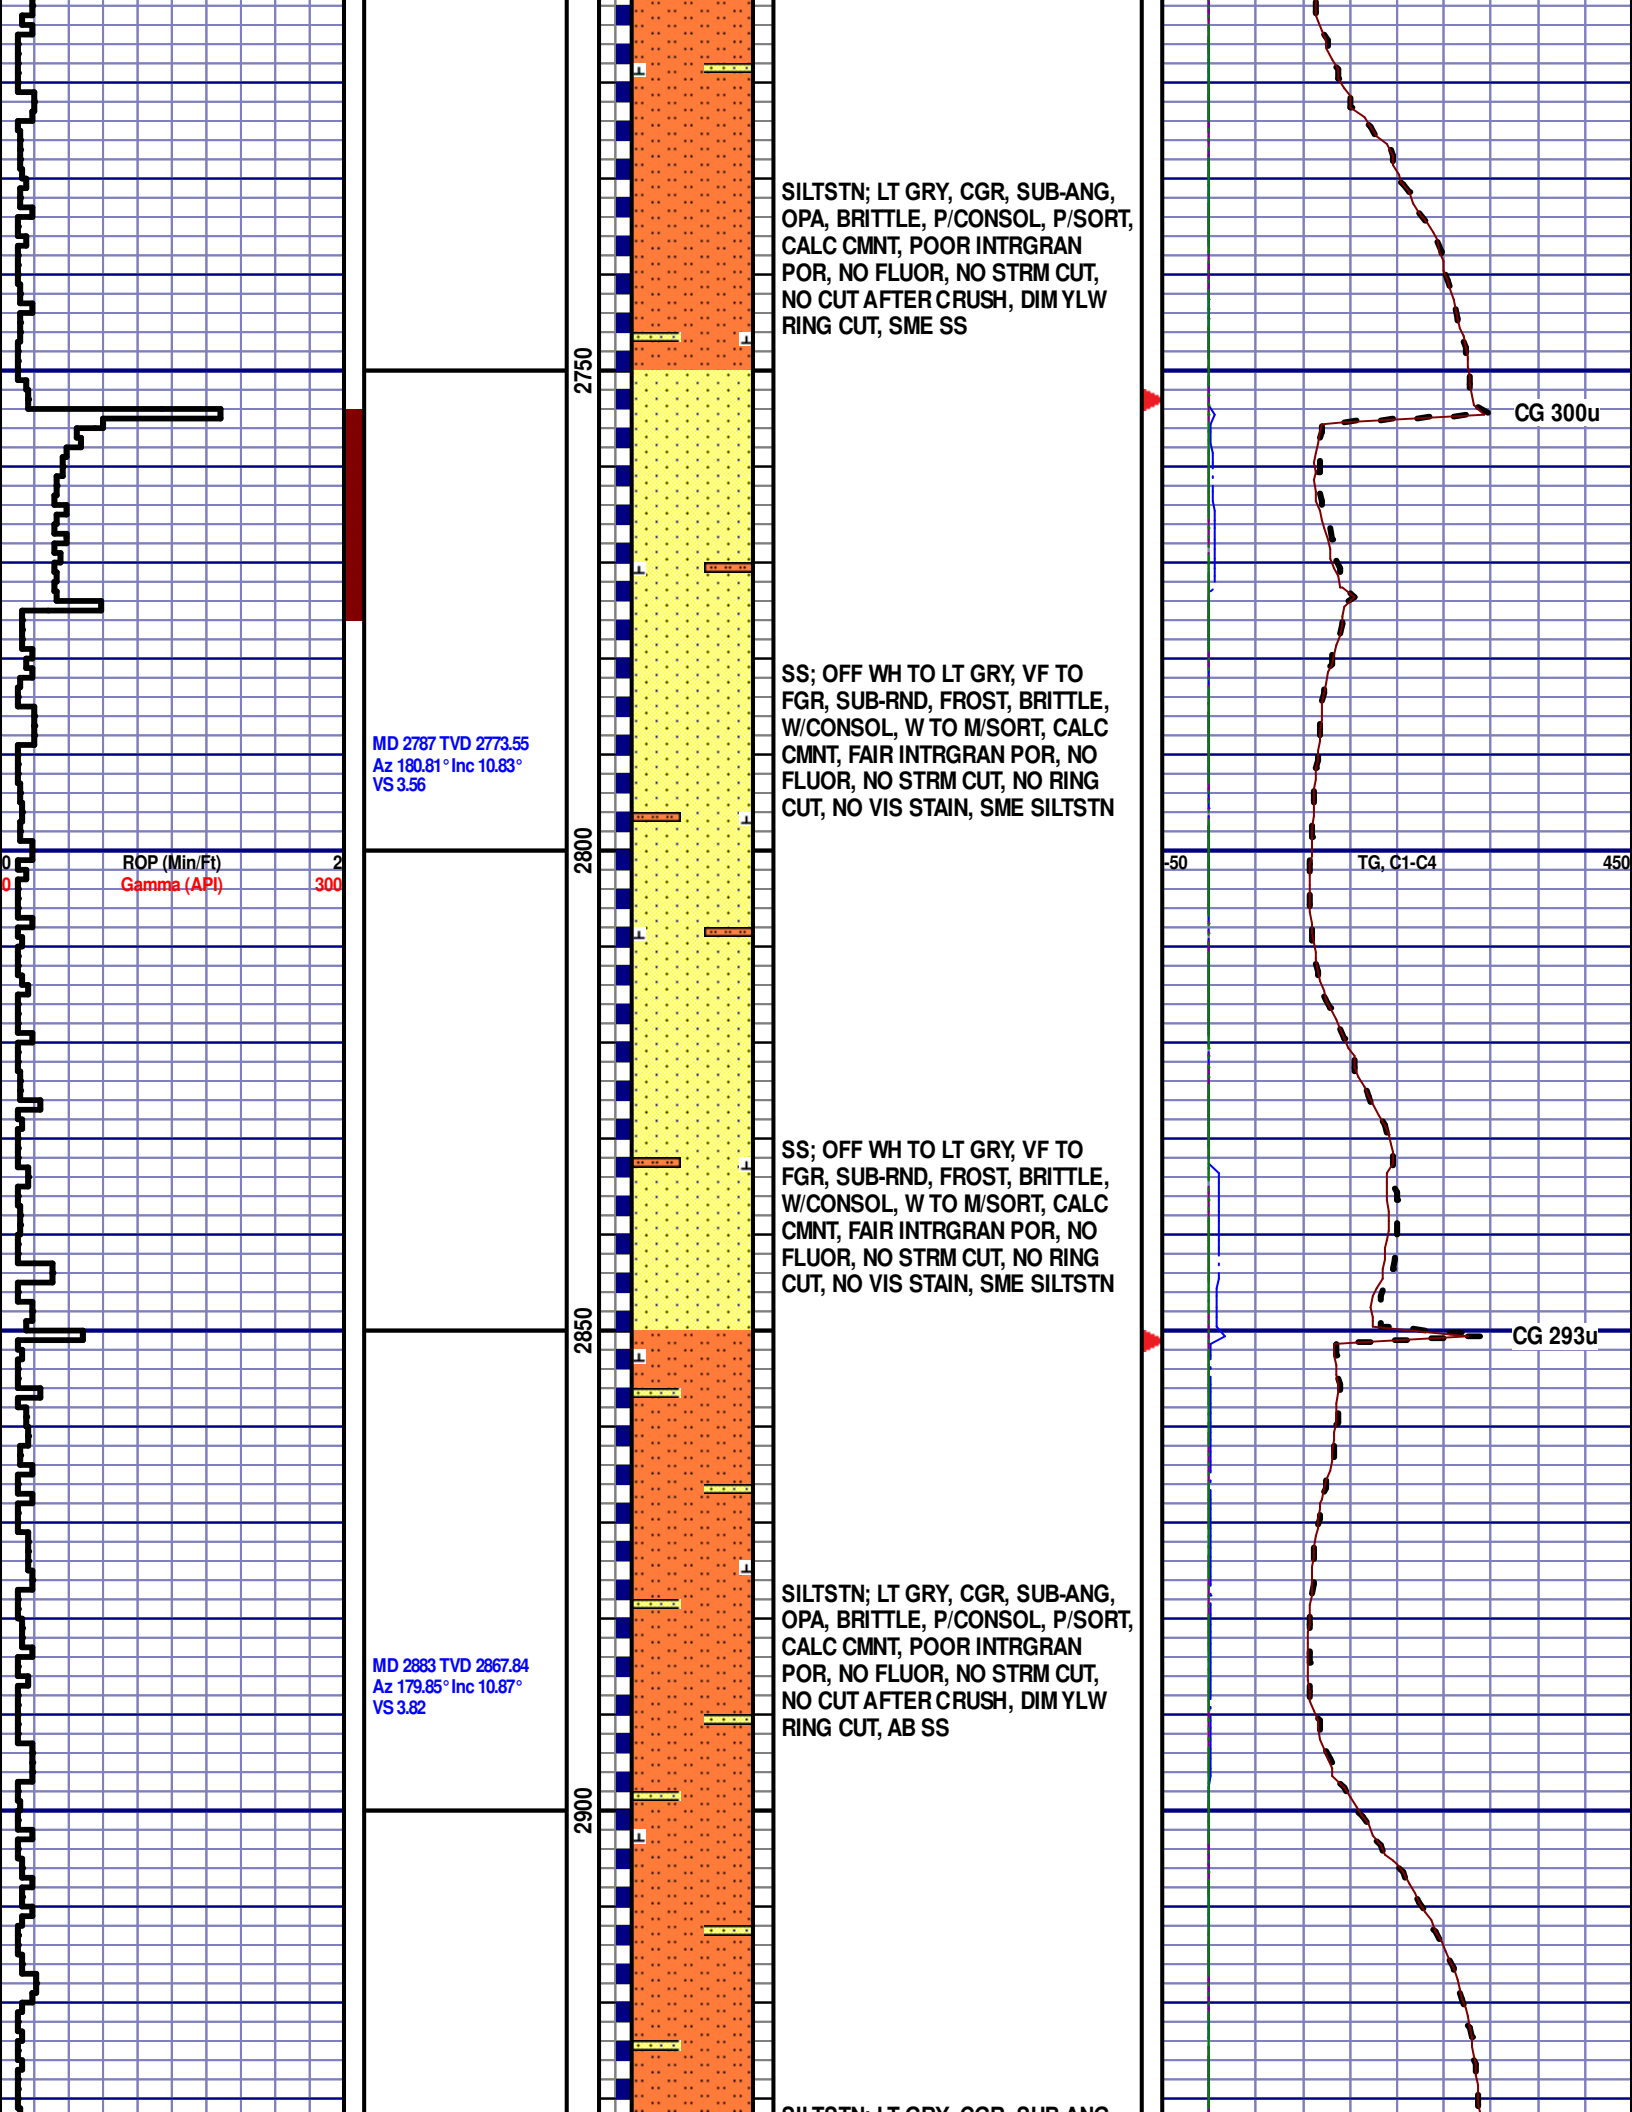 SILTSTN; LT GRY, CGR, SUB-ANG,
OPA, BRITTLE, P/CONSOL, P/SORT,
CALC CMNT, POOR INTRGRAN
POR, NO FLUOR, NO STRM CUT,
NO CUT AFTER CRUSH, DIM YLW
RING CUT, SME SS
2750
CG 300u
SS; OFF WH TO LT GRY, VF TO
FGR, SUB-RND, FROST, BRITTLE,
W/CONSOL, W TO M/SORT, CALC
CMNT, FAIR INTRGRAN POR, NO
FLUOR, NO STRM CUT, NO RING
CUT, NO VIS STAIN, SME SILTSTN
MD 2787 TVD 2773.55
Az 180.81° Inc 10.83°
VS 3.56
2800
0 ROP (Min/Ft) 2
0 Gamma (API) 300
-50 TG, C1-C4 450
SS; OFF WH TO LT GRY, VF TO
FGR, SUB-RND, FROST, BRITTLE,
W/CONSOL, W TO M/SORT, CALC
CMNT, FAIR INTRGRAN POR, NO
FLUOR, NO STRM CUT, NO RING
CUT, NO VIS STAIN, SME SILTSTN
2850
CG 293u
SILTSTN; LT GRY, CGR, SUB-ANG,
OPA, BRITTLE, P/CONSOL, P/SORT,
CALC CMNT, POOR INTRGRAN
POR, NO FLUOR, NO STRM CUT,
NO CUT AFTER CRUSH, DIM YLW
RING CUT, AB SS
MD 2883 TVD 2867.84
Az 179.85° Inc 10.87°
VS 3.82
2900
SILTSTN; LT GRY, CGR, SUB-ANG,